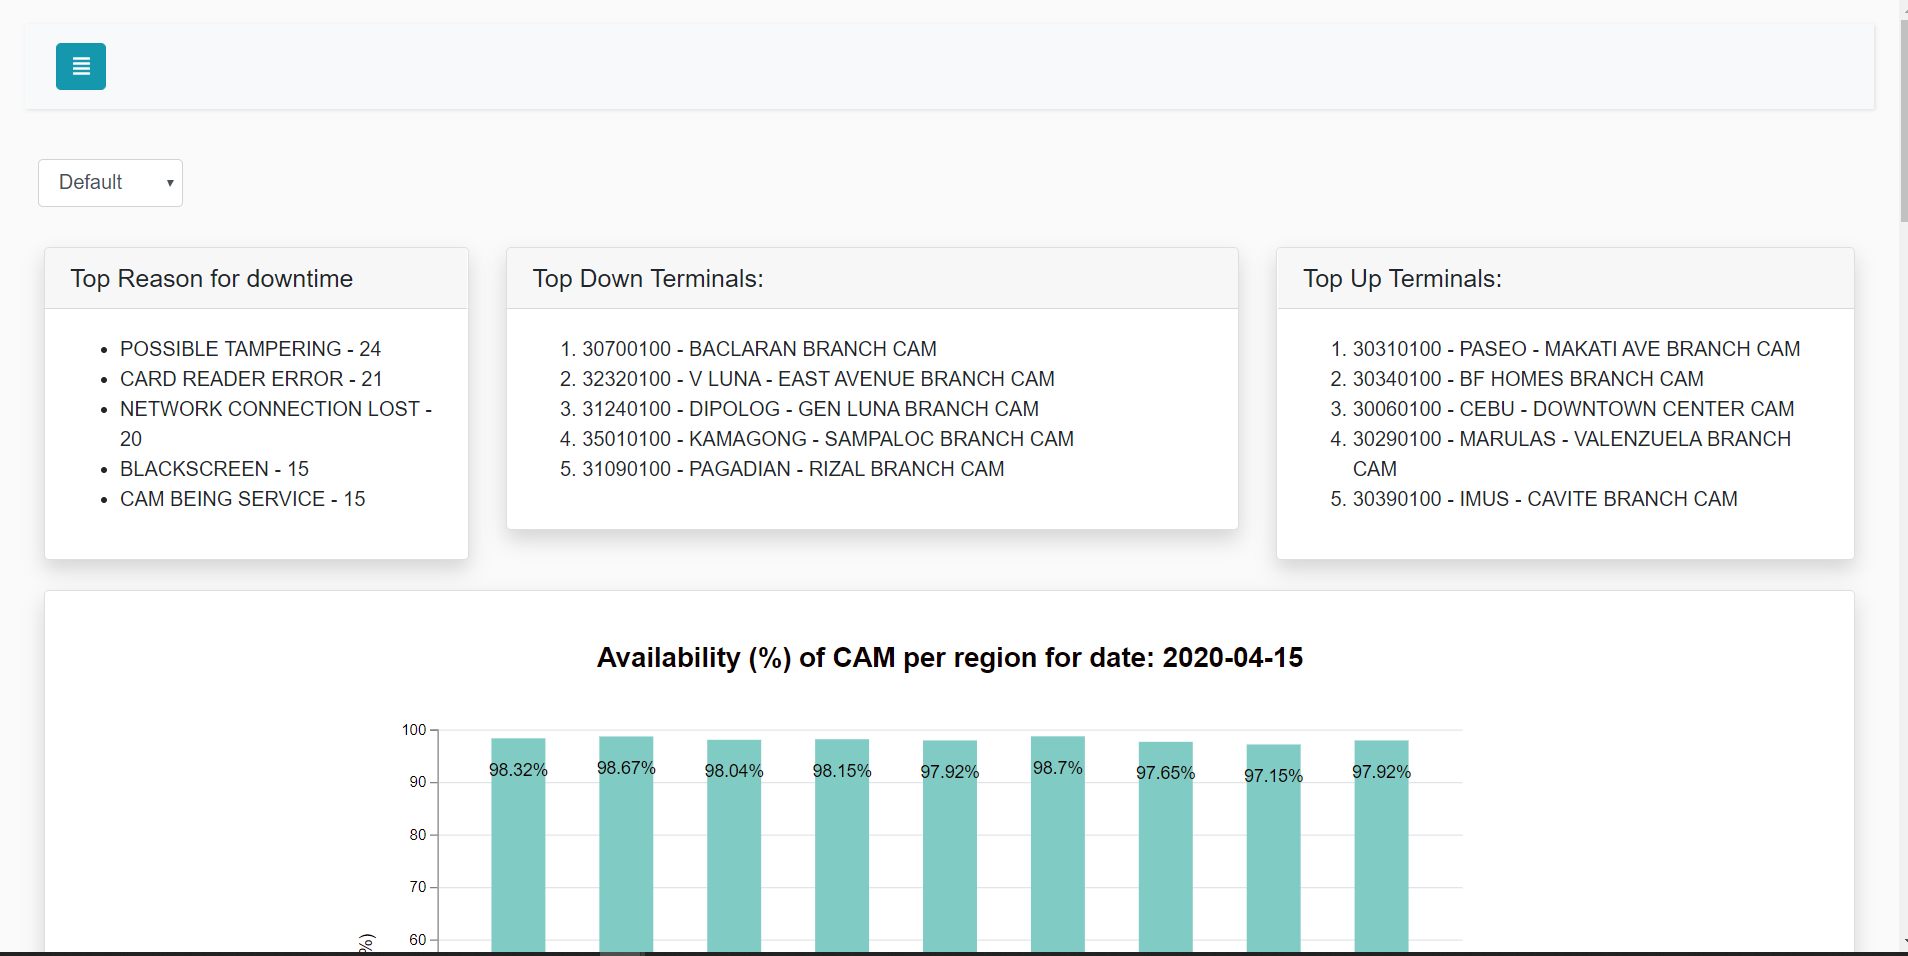 Default
Top Reason for downtime
POSSIBLE TAMPERING - 24
CARD READER ERROR - 21
NETWORK CONNECTION LOST -
20
BLACKSCREEN - 15
CAM BEING SERVICE - 15
Top Down Terminals:
1. 30700100 - BACLARAN BRANCH CAM
2. 32320100 - V LUNA - EAST AVENUE BRANCH CAM
3. 31240100 - DIPOLOG - GEN LUNA BRANCH CAM
4. 35010100 - KAMAGONG - SAMPALOC BRANCH CAM
5. 31090100 - PAGADIAN - RIZAL BRANCH CAM
Top Up Terminals:
1. 30310100 - PASEO - MAKATI AVE BRANCH CAM
2. 30340100 - BF HOMES BRANCH CAM
3. 30060100 - CEBU - DOWNTOWN CENTER CAM
4. 30290100 - MARULAS - VALENZUELA BRANCH
CAM
5. 30390100 - IMUS - CAVITE BRANCH CAM
Availability (%) of CAM per region for date: 2020-04-15
100
98.32% 98.67% 98.04% 98.15% 97.92% 98.7% 97.65% 97.15% 97.92%
90
80
70
60
%)